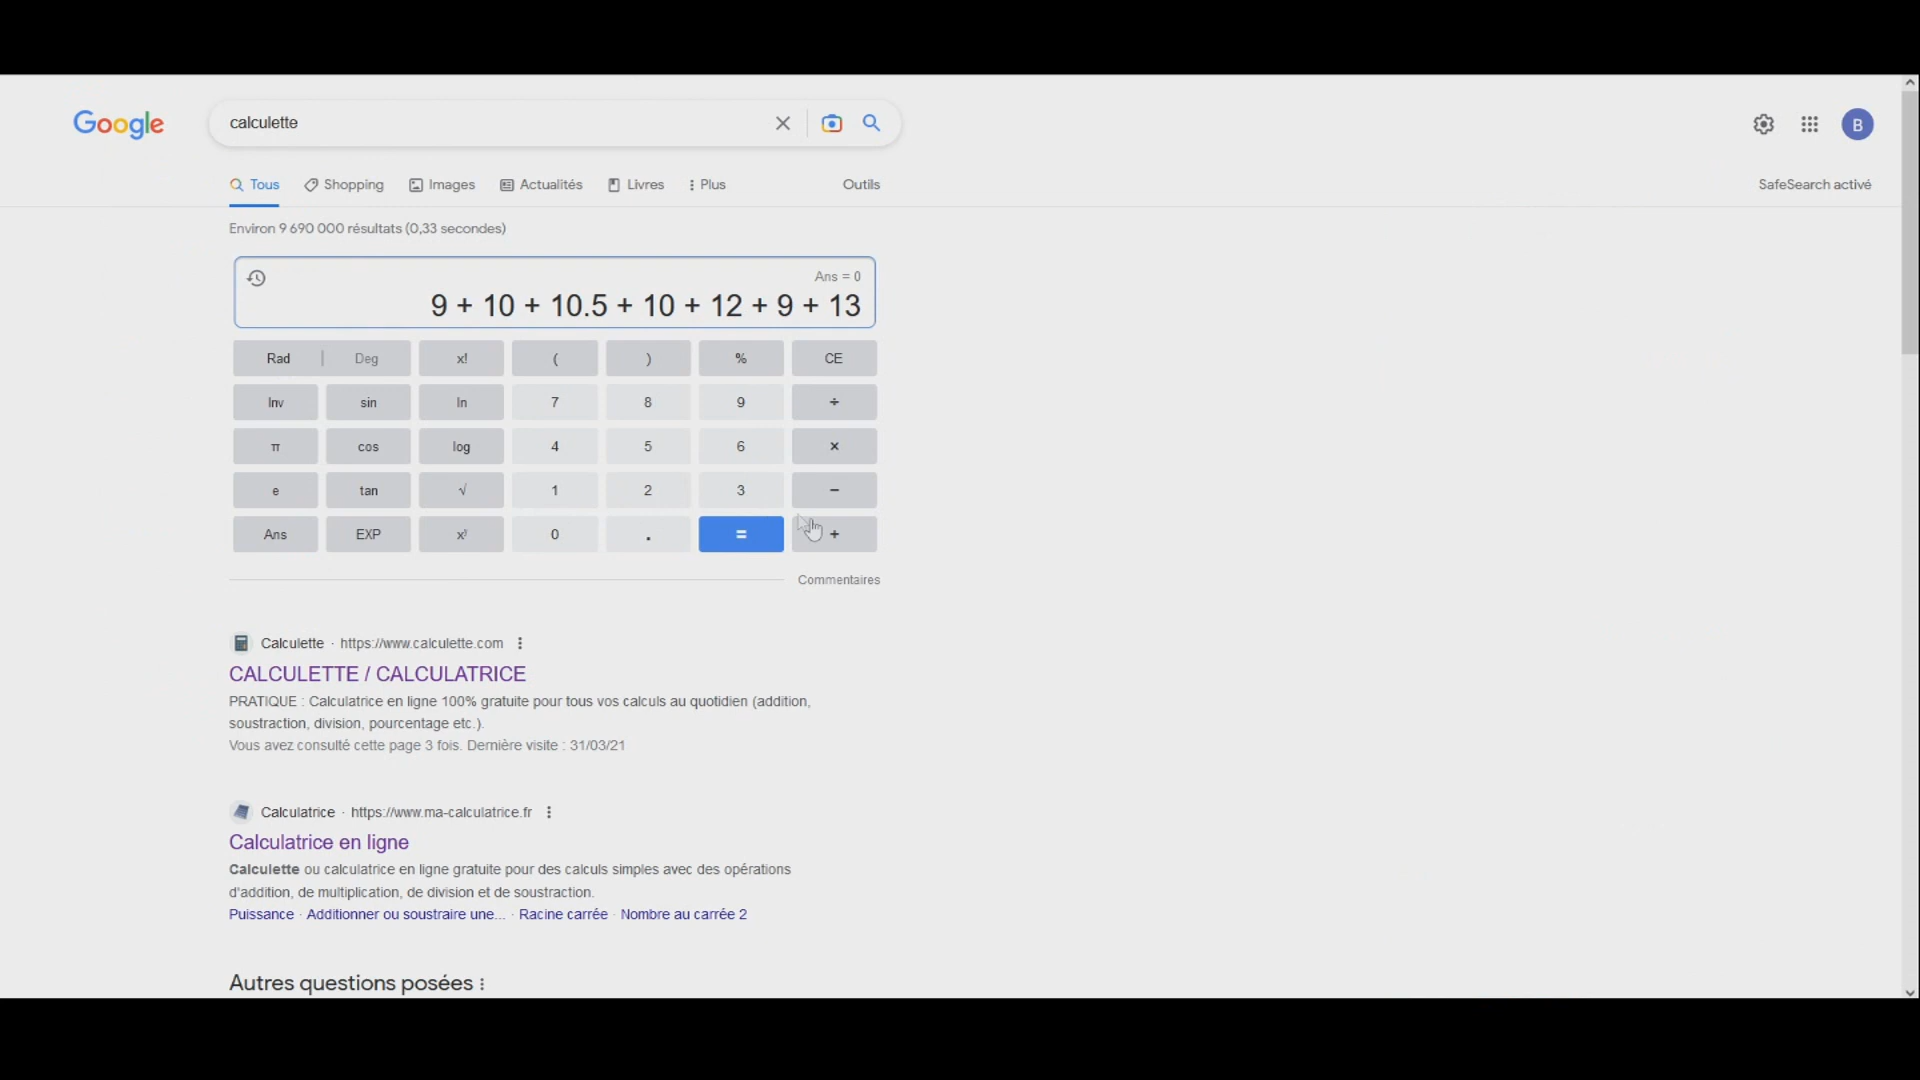 Google
calculette
Tous Shopping Images Actualités Livres Plus Outils SafeSearch activé
B
Environ 9 690 000 résultats (0,33 secondes)
Ans = 0
9 + 10 + 10.5 + 10 + 12 + 9 + 13
Rad | Deg x! ( ) % CE
Inv sin ln 7 8 9 ÷
π cos log 4 5 6 ×
e tan √ 1 2 3 −
Ans EXP xʸ 0 . = +
Commentaires
Calculette · https://www.calculette.com
CALCULETTE / CALCULATRICE
PRATIQUE : Calculatrice en ligne 100% gratuite pour tous vos calculs au quotidien (addition,
soustraction, division, pourcentage etc.).
Vous avez consulté cette page 3 fois. Dernière visite : 31/03/21
Calculatrice · https://www.ma-calculatrice.fr
Calculatrice en ligne
Calculette ou calculatrice en ligne gratuite pour des calculs simples avec des opérations
d'addition, de multiplication, de division et de soustraction.
Puissance · Additionner ou soustraire une... · Racine carrée · Nombre au carrée 2
Autres questions posées